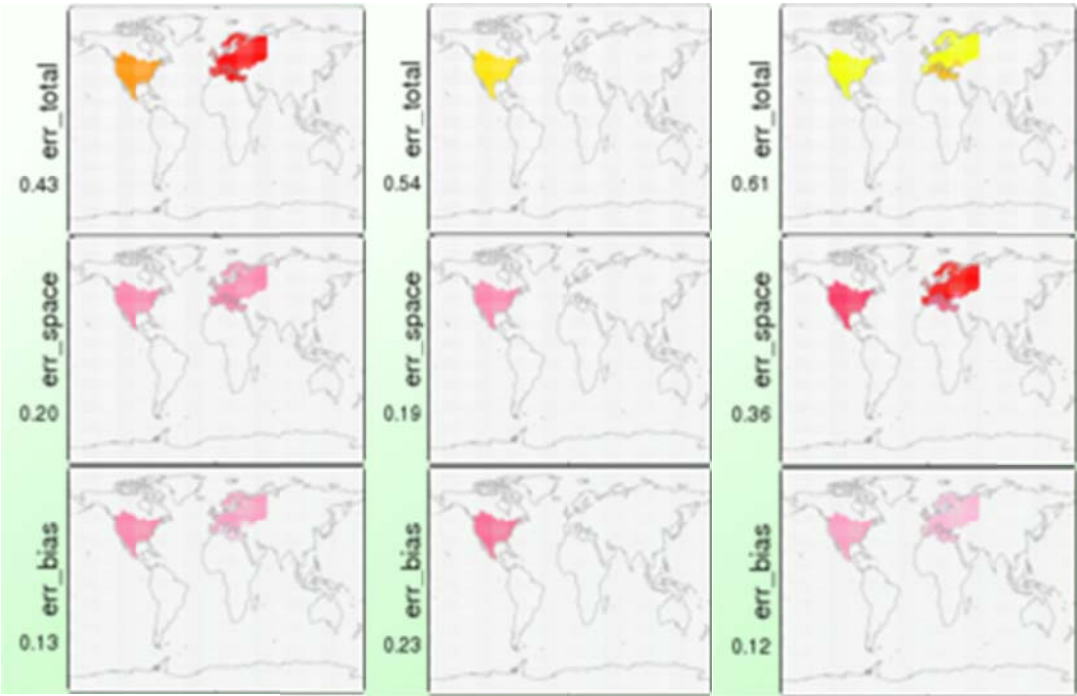 err_total
0.43
err_total
0.54
err_total
0.61
err_space
0.20
err_space
0.19
err_space
0.36
err_bias
0.13
err_bias
0.23
err_bias
0.12